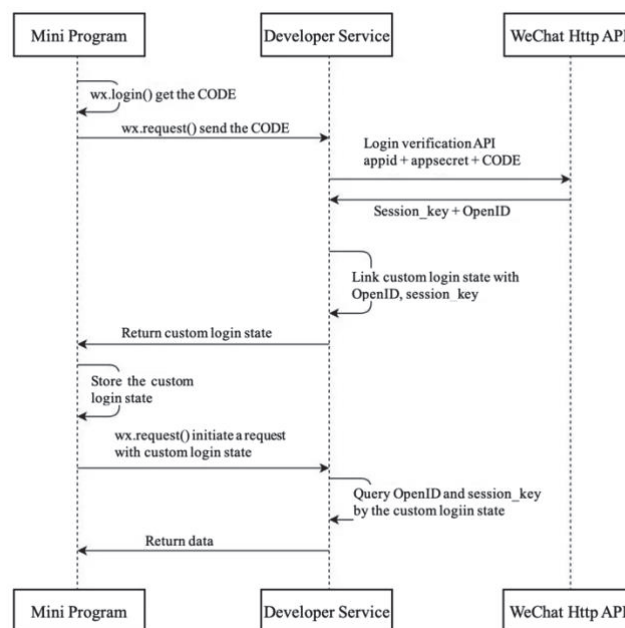 Mini Program
Developer Service
WeChat Http API
wx.login() get the CODE
wx.request() send the CODE
Login verification API
appid + appsecret + CODE
Session_key + OpenID
Link custom login state with
OpenID, session_key
Return custom login state
Store the custom
login state
wx.request() initiate a request
with custom login state
Query OpenID and session_key
by the custom logiin state
Return data
Mini Program
Developer Service
WeChat Http API